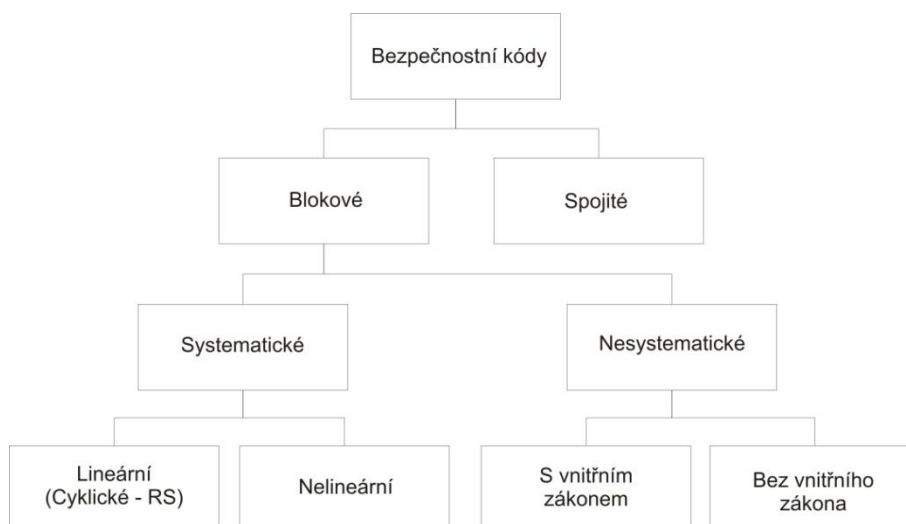 Bezpečnostní kódy
Blokové
Spojité
Systematické
Nesystematické
Lineární
(Cyklické - RS)
Nelineární
S vnitřním
zákonem
Bez vnitřního
zákona